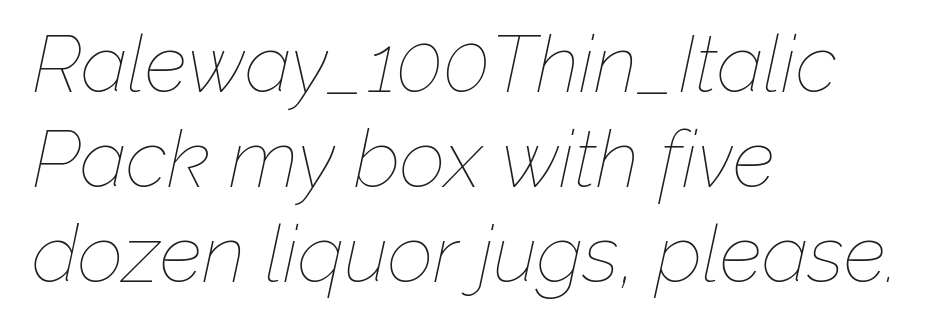 Raleway_100Thin_Italic
Pack my box with five
dozen liquor jugs, please.